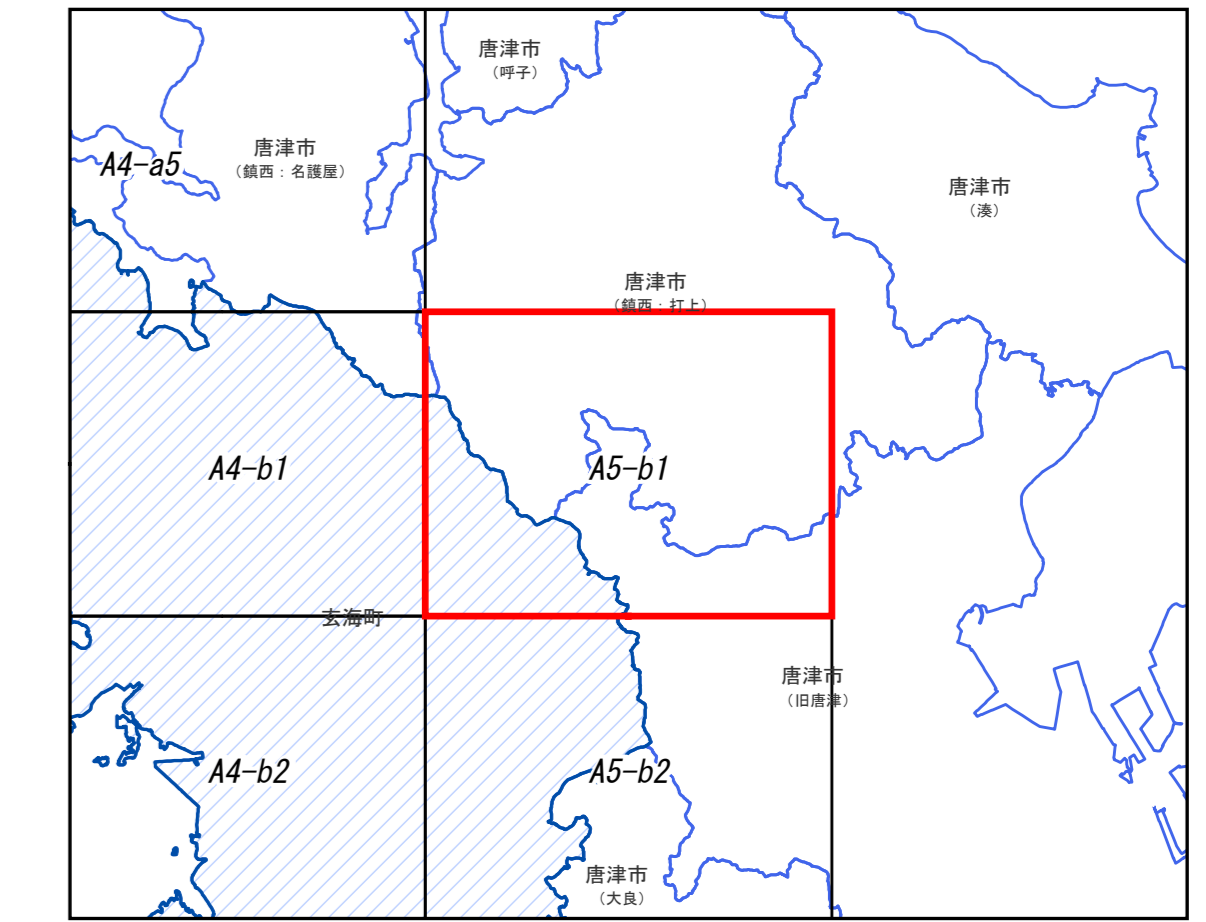 唐津市
（呼子）
唐津市
（鎮西：名護屋）
A4-a5
唐津市
（湊）
唐津市
（鎮西：打上）
A4-b1
A5-b1
玄海町
唐津市
（旧唐津）
A4-b2
A5-b2
唐津市
（大良）